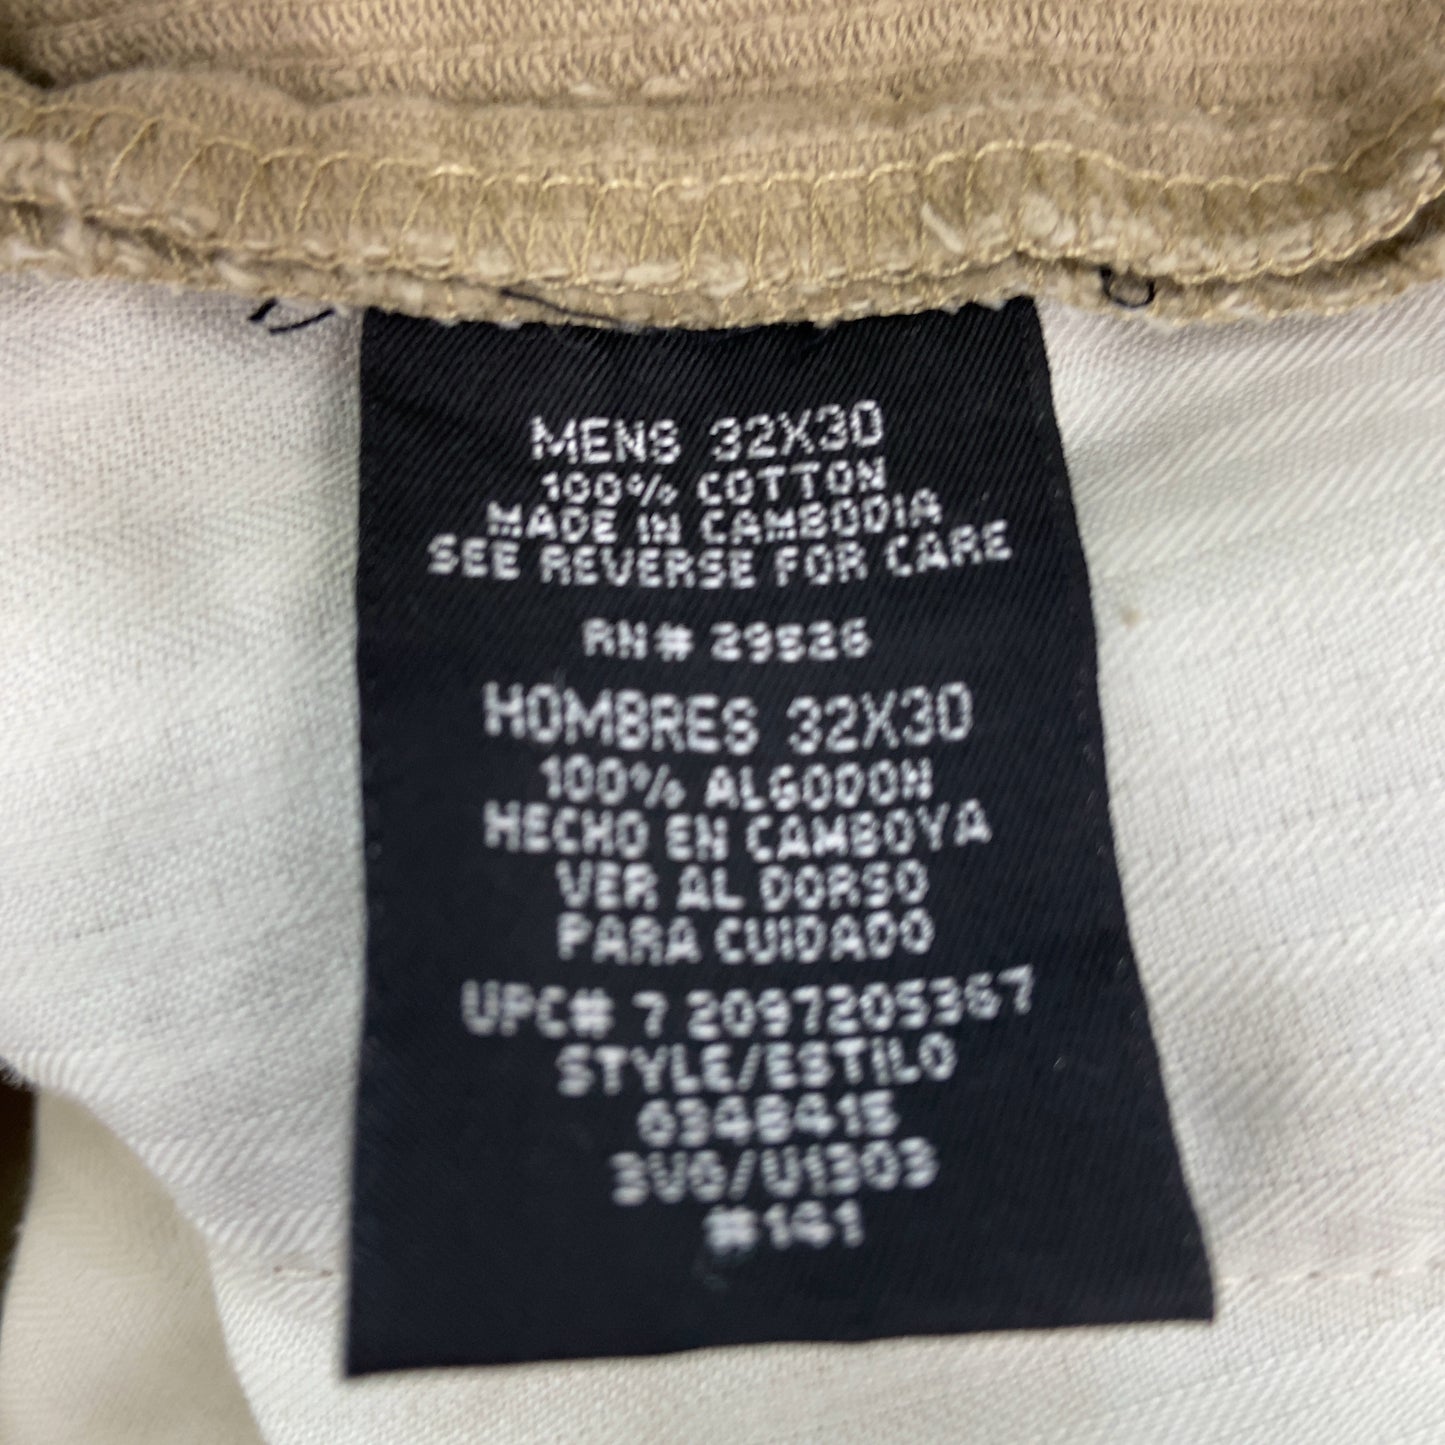 MENS 32X30
100% COTTON
MADE IN CAMBODIA
SEE REVERSE FOR CARE
RN# 29526
HOMBRES 32X30
100% ALGODON
HECHO EN CAMBOYA
VER AL DORSO
PARA CUIDADO
UPC# 7 2097205367
STYLE/ESTILO
6348415
3VG/U1303
#141